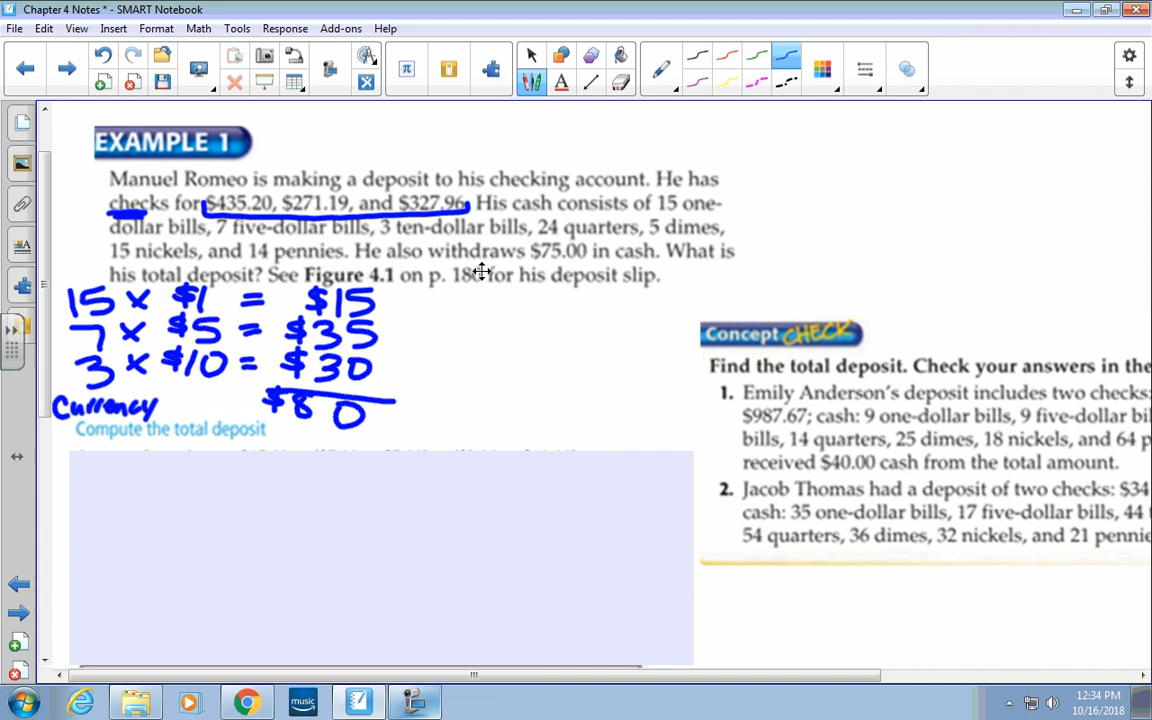 Chapter 4 Notes * - SMART Notebook
File Edit View Insert Format Math Tools Response Add-ons Help
EXAMPLE 1
Manuel Romeo is making a deposit to his checking account. He has
checks for $435.20, $271.19, and $327.96. His cash consists of 15 one-
dollar bills, 7 five-dollar bills, 3 ten-dollar bills, 24 quarters, 5 dimes,
15 nickels, and 14 pennies. He also withdraws $75.00 in cash. What is
his total deposit? See Figure 4.1 on p. for his deposit slip.
15 x $1 = $15
7 x $5 = $35
3 x $10 = $30
Currency $80
Compute the total deposit
Concept CHECK
Find the total deposit. Check your answers in the
1. Emily Anderson's deposit includes two checks:
$987.67; cash: 9 one-dollar bills, 9 five-dollar bi
bills, 14 quarters, 25 dimes, 18 nickels, and 64 p
received $40.00 cash from the total amount.
2. Jacob Thomas had a deposit of two checks: $34
cash: 35 one-dollar bills, 17 five-dollar bills, 44
54 quarters, 36 dimes, 32 nickels, and 21 pennie
music
12:34 PM
10/16/2018